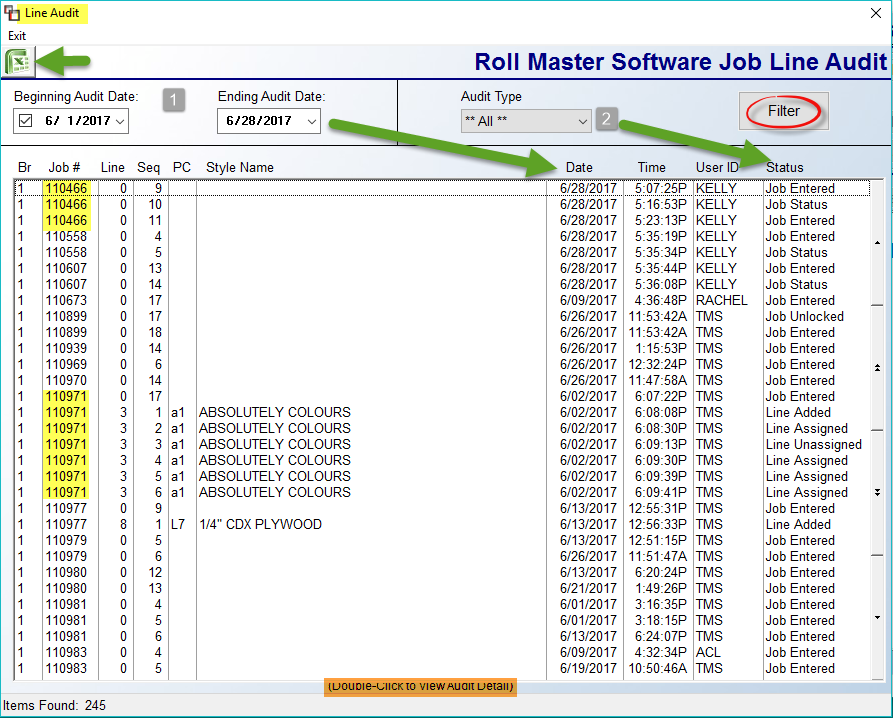 Line Audit
Exit
Roll Master Software Job Line Audit
Beginning Audit Date: 1 Ending Audit Date: Audit Type
6/ 1/2017 6/28/2017 ** All ** 2 Filter
Br Job # Line Seq PC Style Name Date Time User ID Status
1 110466 0 9 6/28/2017 5:07:25P KELLY Job Entered
1 110466 0 10 6/28/2017 5:16:53P KELLY Job Status
1 110466 0 11 6/28/2017 5:23:13P KELLY Job Entered
1 110558 0 4 6/28/2017 5:35:19P KELLY Job Entered
1 110558 0 5 6/28/2017 5:35:34P KELLY Job Status
1 110607 0 13 6/28/2017 5:35:44P KELLY Job Entered
1 110607 0 14 6/28/2017 5:36:08P KELLY Job Status
1 110673 0 17 6/09/2017 4:36:48P RACHEL Job Entered
1 110899 0 17 6/26/2017 11:53:42A TMS Job Unlocked
1 110899 0 18 6/26/2017 11:53:42A TMS Job Entered
1 110939 0 14 6/26/2017 1:15:53P TMS Job Entered
1 110969 0 6 6/26/2017 12:32:24P TMS Job Entered
1 110970 0 14 6/26/2017 11:47:58A TMS Job Entered
1 110971 0 17 6/02/2017 6:07:22P TMS Job Entered
1 110971 3 1 a1 ABSOLUTELY COLOURS 6/02/2017 6:08:08P TMS Line Added
1 110971 3 2 a1 ABSOLUTELY COLOURS 6/02/2017 6:08:30P TMS Line Assigned
1 110971 3 3 a1 ABSOLUTELY COLOURS 6/02/2017 6:09:13P TMS Line Unassigned
1 110971 3 4 a1 ABSOLUTELY COLOURS 6/02/2017 6:09:30P TMS Line Assigned
1 110971 3 5 a1 ABSOLUTELY COLOURS 6/02/2017 6:09:39P TMS Line Assigned
1 110971 3 6 a1 ABSOLUTELY COLOURS 6/02/2017 6:09:41P TMS Line Assigned
1 110977 0 9 6/13/2017 12:55:31P TMS Job Entered
1 110977 8 1 L7 1/4" CDX PLYWOOD 6/13/2017 12:56:33P TMS Line Added
1 110979 0 5 6/13/2017 12:51:15P TMS Job Entered
1 110979 0 6 6/26/2017 11:51:47A TMS Job Entered
1 110980 0 12 6/13/2017 6:20:24P TMS Job Entered
1 110980 0 13 6/21/2017 1:49:26P TMS Job Entered
1 110981 0 4 6/01/2017 3:16:35P TMS Job Entered
1 110981 0 5 6/01/2017 3:18:15P TMS Job Entered
1 110981 0 6 6/13/2017 6:24:07P TMS Job Entered
1 110983 0 4 6/09/2017 4:32:34P ACL Job Entered
1 110983 0 5 6/19/2017 10:50:46A TMS Job Entered
(Double-Click to View Audit Detail)
Items Found: 245